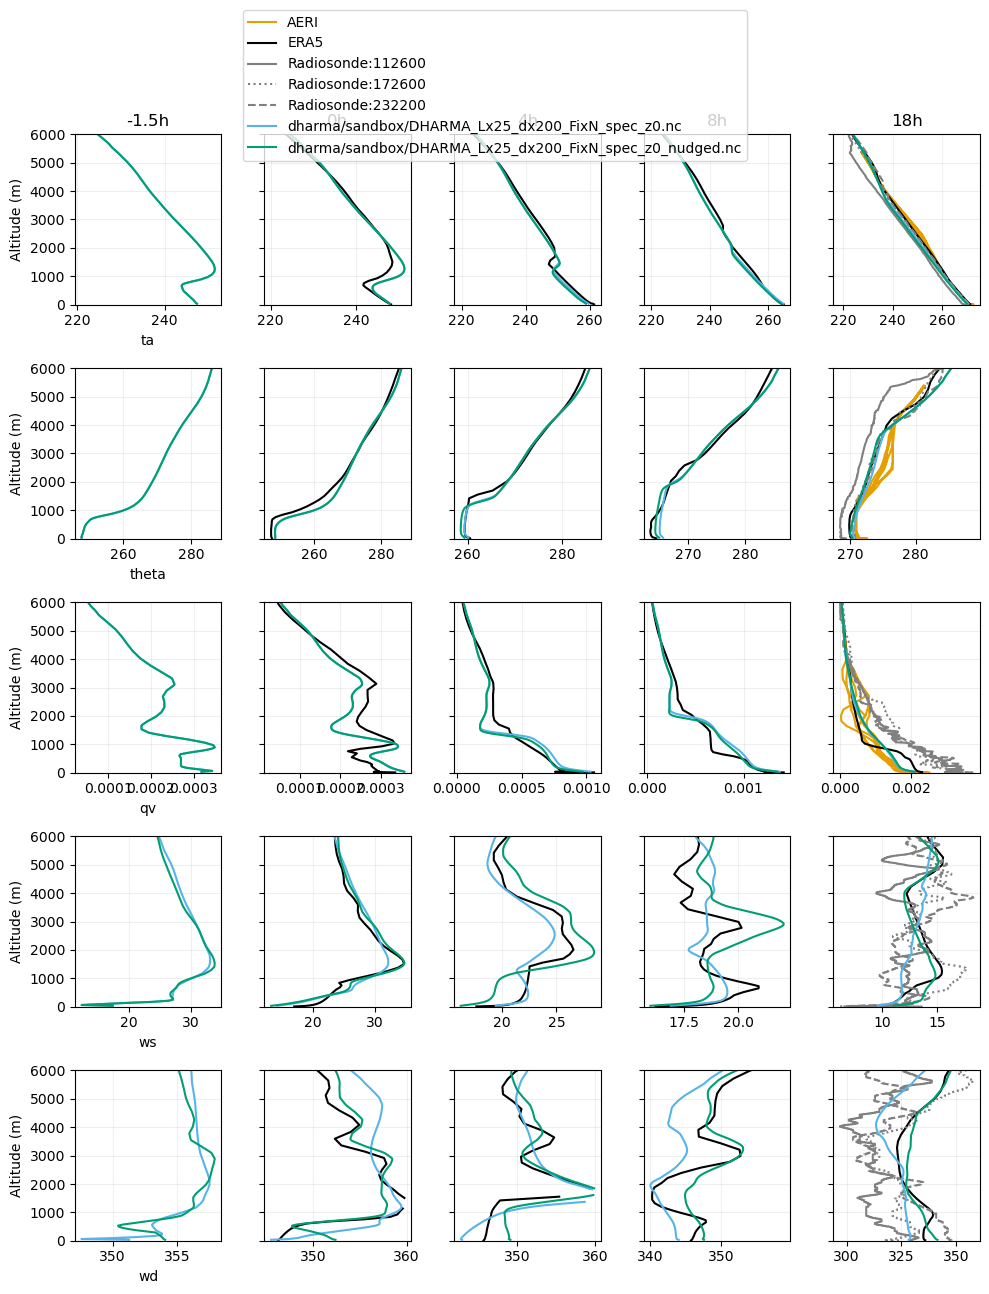 AERI
ERA5
Radiosonde:112600
Radiosonde:172600
Radiosonde:232200
dharma/sandbox/DHARMA_Lx25_dx200_FixN_spec_z0.nc
dharma/sandbox/DHARMA_Lx25_dx200_FixN_spec_z0_nudged.nc
-1.5h 0h 4h 8h 18h
6000
5000
4000
3000
2000
1000
0
Altitude (m)
220 240
220 240
220 240 260
220 240 260
220 240 260
ta
6000
5000
4000
3000
2000
1000
0
Altitude (m)
260 280
260 280
260 280
270 280
270 280
theta
6000
5000
4000
3000
2000
1000
0
Altitude (m)
0.0001 0.0002 0.0003
0.0001 0.0002 0.0003
0.0000 0.0005 0.0010
0.000 0.001
0.000 0.002
qv
6000
5000
4000
3000
2000
1000
0
Altitude (m)
20 30
20 30
20 25
17.5 20.0
10 15
ws
6000
5000
4000
3000
2000
1000
0
Altitude (m)
350 355
350 360
350 360
340 350
300 325 350
wd